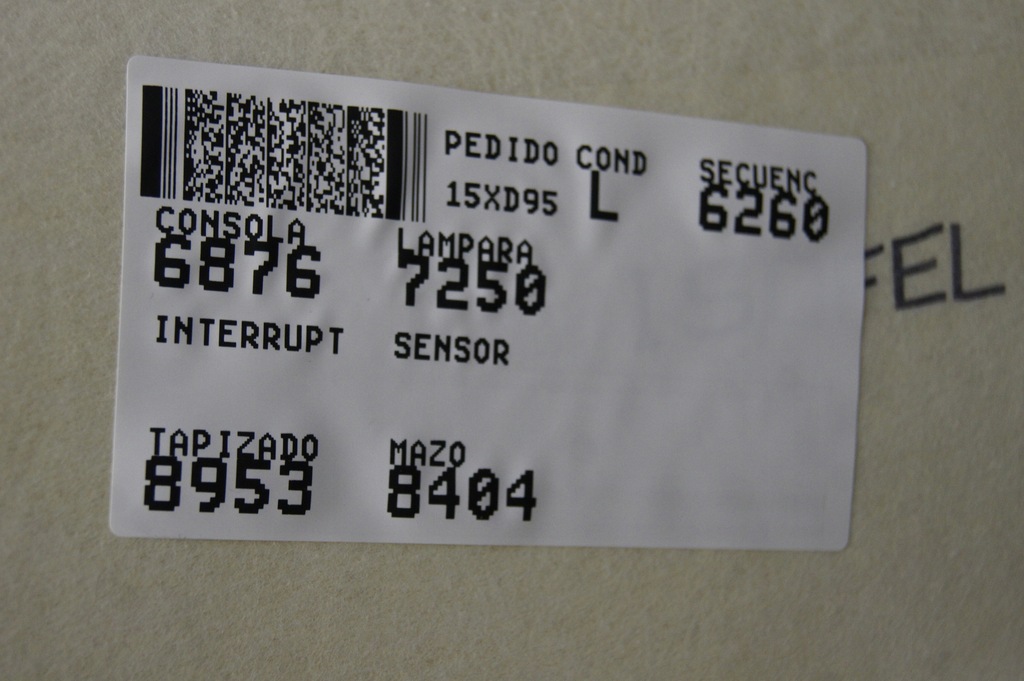 PEDIDO COND SECUENC
15XD95 L 6260
CONSOLA LAMPARA
6876 7250
INTERRUPT SENSOR
TAPIZADO MAZO
8953 8404
FEL